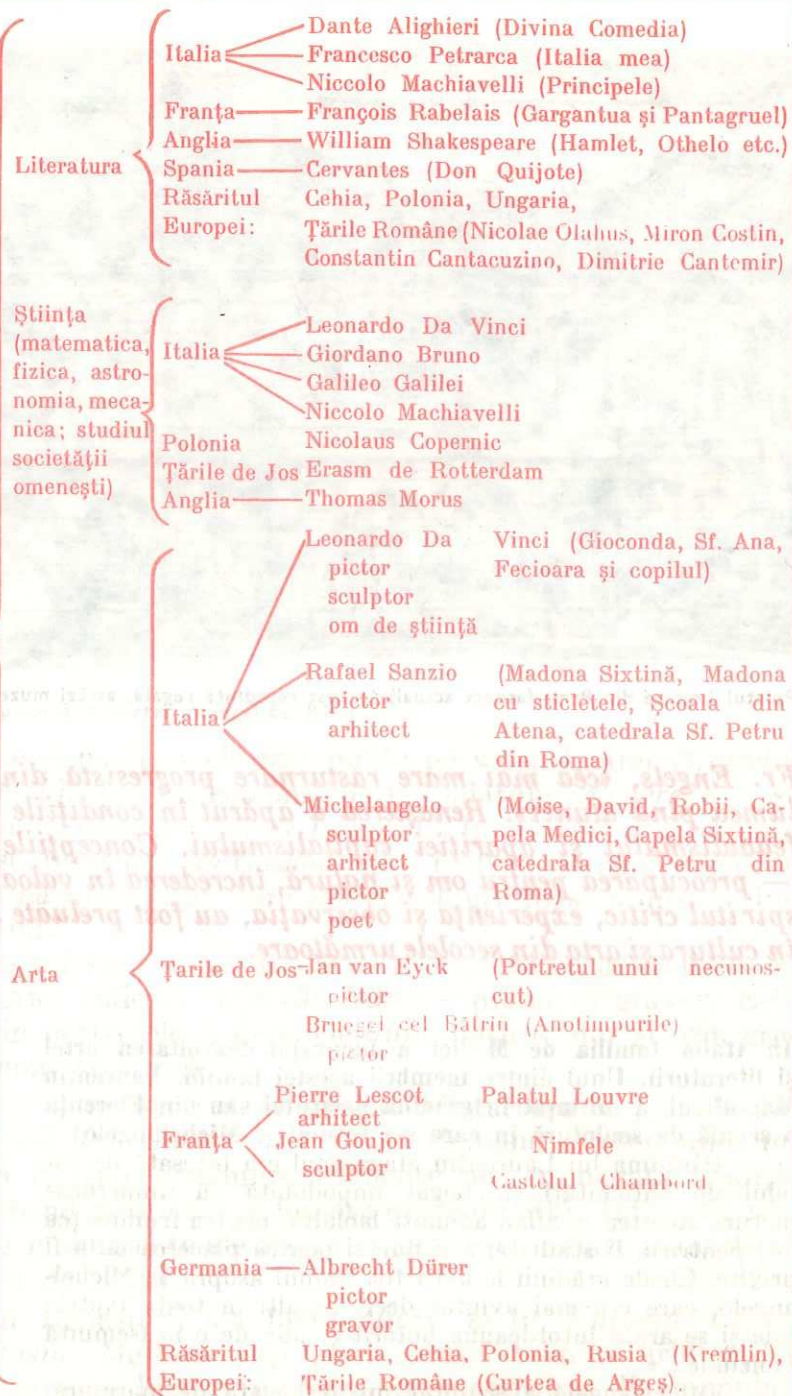 Dante Alighieri (Divina Comedia)
Italia Francesco Petrarca (Italia mea)
Niccolo Machiavelli (Principele)
Franța François Rabelais (Gargantua și Pantagruel)
Anglia William Shakespeare (Hamlet, Othelo etc.)
Literatura Spania Cervantes (Don Quijote)
Răsăritul Cehia, Polonia, Ungaria,
Europei: Țările Române (Nicolae Olahus, Miron Costin,
Constantin Cantacuzino, Dimitrie Cantemir)
Știința
(matematica,
fizica, astro-
nomia, meca-
nica; studiul
societății
omenești)
Leonardo Da Vinci
Italia Giordano Bruno
Galileo Galilei
Niccolo Machiavelli
Polonia Nicolaus Copernic
Țările de Jos Erasm de Rotterdam
Anglia Thomas Morus
Arta
Italia
Leonardo Da Vinci (Gioconda, Sf. Ana,
pictor Fecioara și copilul)
sculptor
om de știință
Rafael Sanzio (Madona Sixtină, Madona
pictor cu sticletele, Școala din
arhitect Atena, catedrala Sf. Petru
din Roma)
Michelangelo (Moise, David, Robii, Ca-
sculptor pela Medici, Capela Sixtină,
arhitect catedrala Sf. Petru din
pictor Roma)
poet
Țarile de Jos Jan van Eyck (Portretul unui necunos-
pictor cut)
Bruegel cel Bătrin (Anotimpurile)
pictor
Pierre Lescot Palatul Louvre
arhitect
Franța Jean Goujon Nimfele
sculptor
Castelul Chambord
Germania Albrecht Dürer
pictor
gravor
Răsăritul Ungaria, Cehia, Polonia, Rusia (Kremlin),
Europei: Țările Române (Curtea de Argeș)